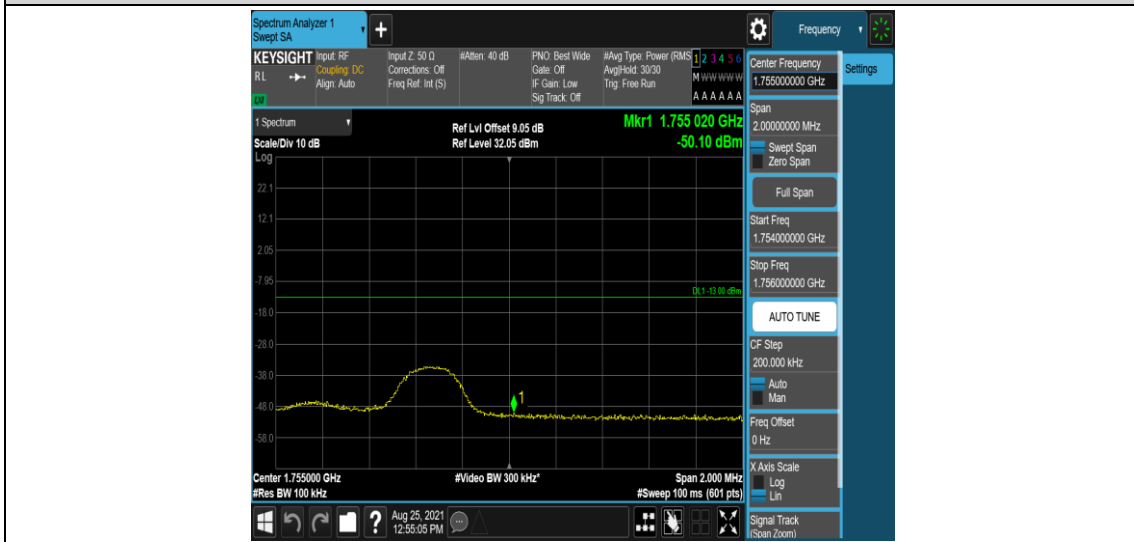 Spectrum Analyzer 1
Swept SA
+
Frequency
KEYSIGHT
RL
LXI
Input: RF
Coupling: DC
Align: Auto
Input Z: 50 Ω
Corrections: Off
Freq Ref: Int (S)
#Atten: 40 dB
PNO: Best Wide
Gate: Off
IF Gain: Low
Sig Track: Off
#Avg Type: Power (RMS
Avg|Hold: 30/30
Trig: Free Run
1 2 3 4 5 6
M W W W W W
A A A A A A
1 Spectrum
Scale/Div 10 dB
Log
Ref Lvl Offset 9.05 dB
Ref Level 32.05 dBm
Mkr1 1.755 020 GHz
-50.10 dBm
22.1
12.1
2.05
-7.95
DL1 -13.00 dBm
-18.0
-28.0
-38.0
-48.0
1
-58.0
Center 1.755000 GHz
#Video BW 300 kHz*
Span 2.000 MHz
#Res BW 100 kHz
#Sweep 100 ms (601 pts)
Center Frequency
1.755000000 GHz
Settings
Span
2.00000000 MHz
Swept Span
Zero Span
Full Span
Start Freq
1.754000000 GHz
Stop Freq
1.756000000 GHz
AUTO TUNE
CF Step
200.000 kHz
Auto
Man
Freq Offset
0 Hz
X Axis Scale
Log
Lin
Signal Track
(Span Zoom)
?
Aug 25, 2021
12:55:05 PM